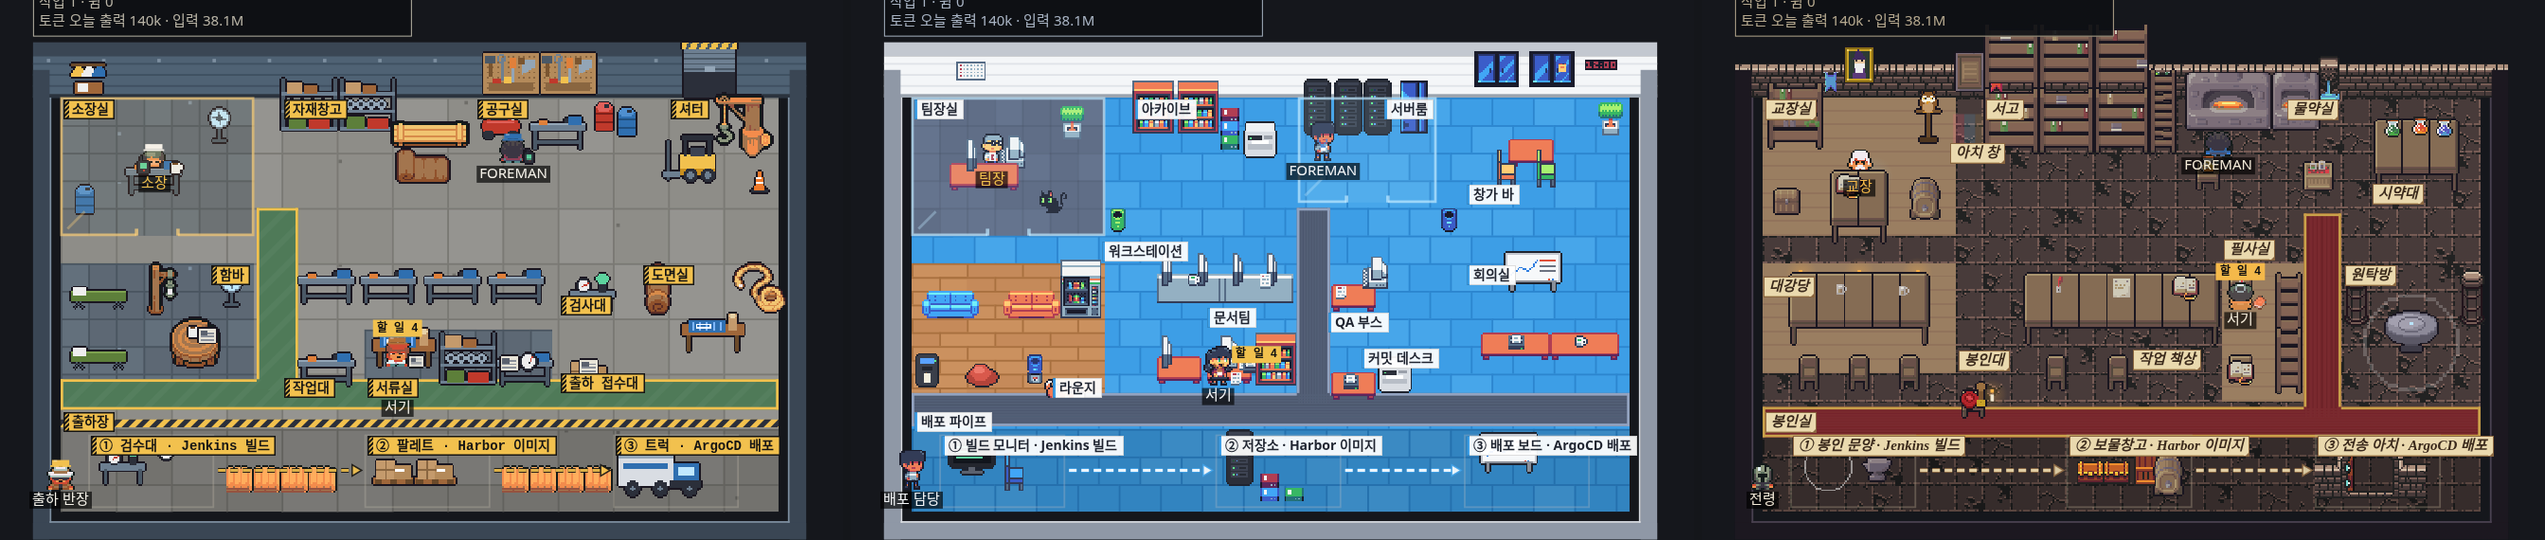 토큰 오늘 출력 140k · 입력 38.1M
소장실
자재창고
공구실
셔터
FOREMAN
소장
함바
도면실
검사대
할 일 4
작업대
서류실
출하 접수대
서기
출하장
① 검수대 · Jenkins 빌드
② 팔레트 · Harbor 이미지
③ 트럭 · ArgoCD 배포
출하 반장
토큰 오늘 출력 140k · 입력 38.1M
12:00
팀장실
아카이브
서버룸
FOREMAN
팀장
창가 바
워크스테이션
회의실
문서팀
QA 부스
할 일 4
커밋 데스크
라운지
서기
배포 파이프
① 빌드 모니터 · Jenkins 빌드
② 저장소 · Harbor 이미지
③ 배포 보드 · ArgoCD 배포
배포 담당
토큰 오늘 출력 140k · 입력 38.1M
교장실
서고
물약실
아치 창
FOREMAN
교장
시약대
필사실
할 일 4
대강당
원탁방
서기
봉인대
작업 책상
봉인실
① 봉인 문양 · Jenkins 빌드
② 보물창고 · Harbor 이미지
③ 전송 아치 · ArgoCD 배포
전령